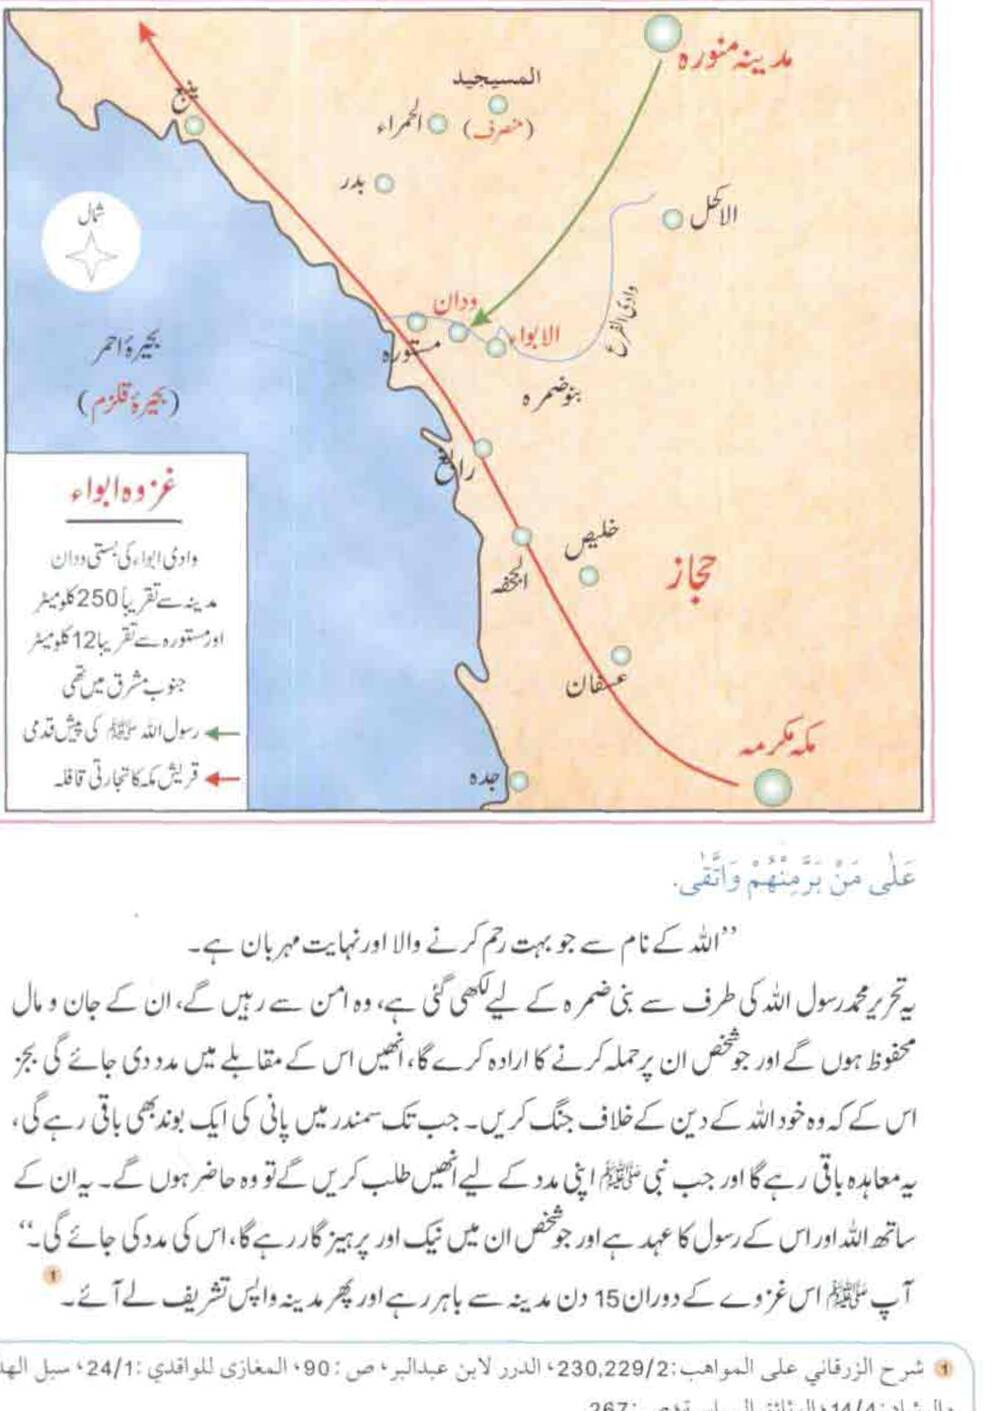 مدینہ منورہ
المسیجید
(منصرف)
الحمراء
ینبع
بدر
الاکحل
شمال
ودان
الابواء
وادی الفرع
مستورہ
بنو ضمرہ
بحیرۂ احمر
(بحیرۂ قلزم)
رابغ
خلیص
الجحفہ
حجاز
عسفان
مکہ مکرمہ
جدہ
غزوہ ابواء
وادی ابواء کی بستی ودان
مدینہ سے تقریباً 250 کلومیٹر
اور مستورہ سے تقریبا 12 کلومیٹر
جنوب مشرق میں تھی
رسول اللہ ﷺ کی پیش قدمی
قریش مکہ کا تجارتی قافلہ
عَلٰى مَنْ بَرَّ مِنْهُمْ وَاتَّقٰى.
’’اللہ کے نام سے جو بہت رحم کرنے والا اور نہایت مہربان ہے۔
یہ تحریر محمد رسول اللہ کی طرف سے بنی ضمرہ کے لیے لکھی گئی ہے، وہ امن سے رہیں گے، ان کے جان و مال
محفوظ ہوں گے اور جو شخص ان پر حملہ کرنے کا ارادہ کرے گا، انھیں اس کے مقابلے میں مدد دی جائے گی بجز
اس کے کہ وہ خود اللہ کے دین کے خلاف جنگ کریں۔ جب تک سمندر میں پانی کی ایک بوند بھی باقی رہے گی،
یہ معاہدہ باقی رہے گا اور جب نبی ﷺ اپنی مدد کے لیے انھیں طلب کریں گے تو وہ حاضر ہوں گے۔ یہ ان کے
ساتھ اللہ اور اس کے رسول کا عہد ہے اور جو شخص ان میں نیک اور پرہیز گار رہے گا، اس کی مدد کی جائے گی۔‘‘
آپ ﷺ اس غزوے کے دوران 15 دن مدینہ سے باہر رہے اور پھر مدینہ واپس تشریف لے آئے۔ ①
① شرح الزرقاني على المواهب:230,229/2، الدرر لابن عبدالبر، ص:90، المغازى للواقدي:24/1، سبل